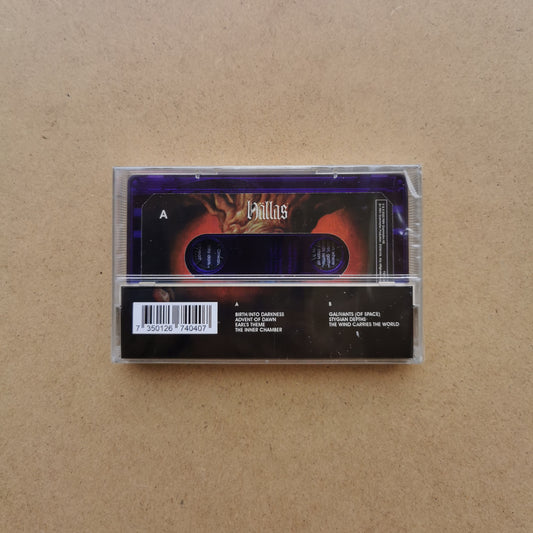 A
Hällas
A
B
BIRTH/INTO DARKNESS
ADVENT OF DAWN
EARL'S THEME
THE INNER CHAMBER
GALIVANTS (OF SPACE)
STYGIAN DEPTHS
THE WIND CARRIES THE WORLD
7 350126 740407